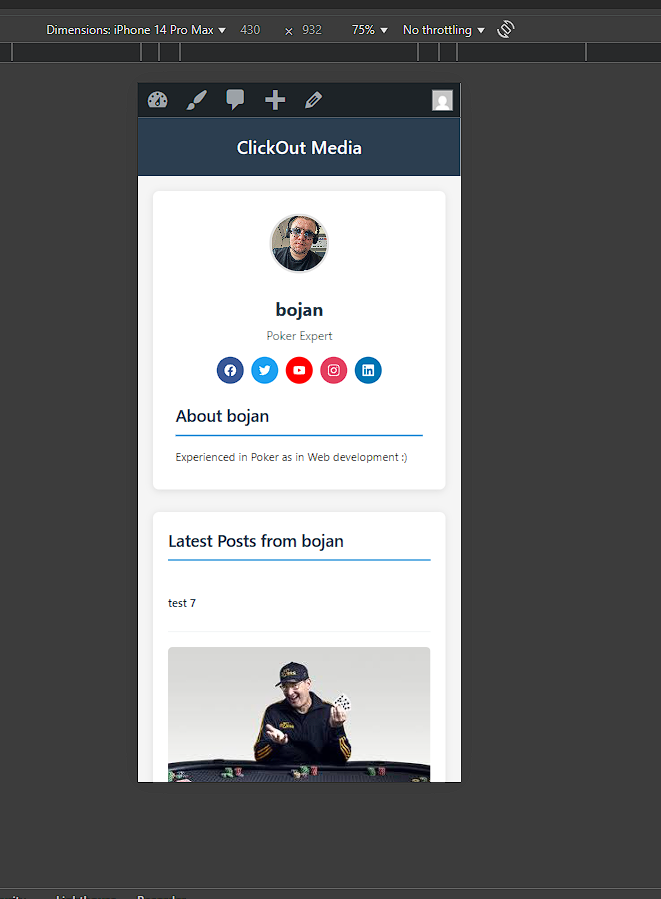 Dimensions: iPhone 14 Pro Max ▼ 430 × 932 75% ▼ No throttling ▼
ClickOut Media
bojan
Poker Expert
About bojan
Experienced in Poker as in Web development :)
Latest Posts from bojan
test 7